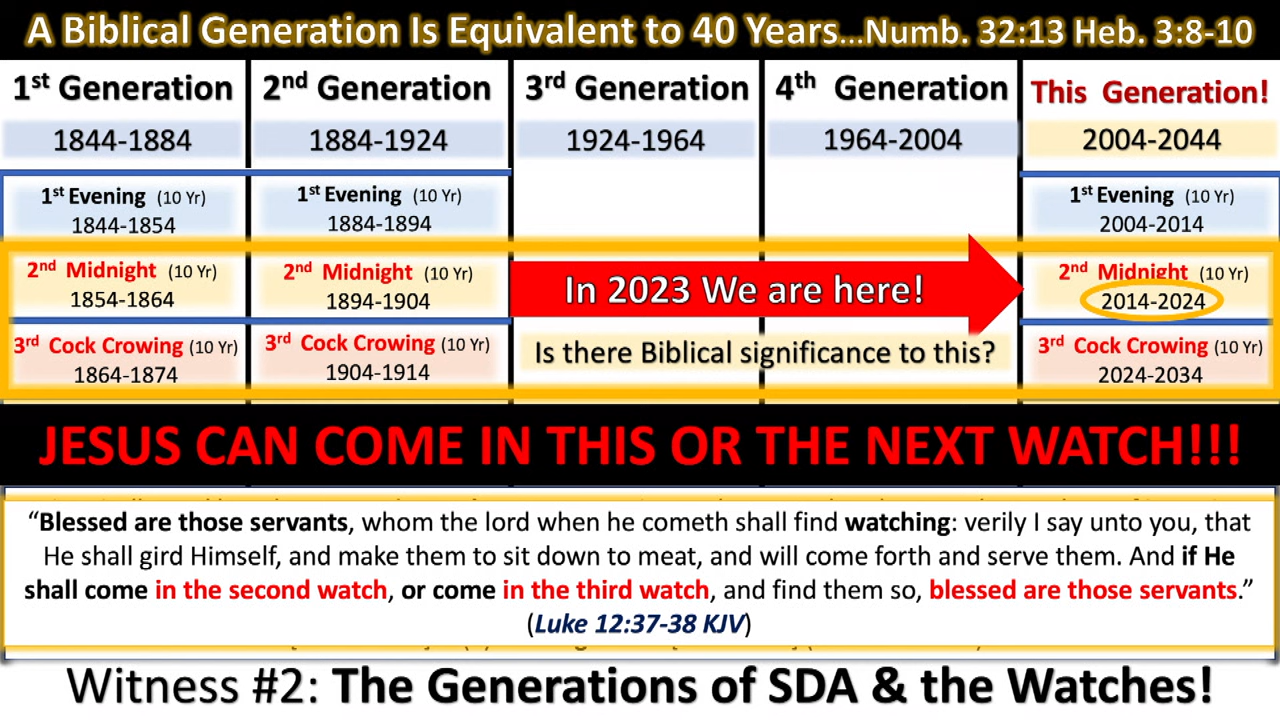 A Biblical Generation Is Equivalent to 40 Years...Numb. 32:13 Heb. 3:8-10
1st Generation
1844-1884
2nd Generation
1884-1924
3rd Generation
1924-1964
4th Generation
1964-2004
This Generation!
2004-2044
1st Evening (10 Yr)
1844-1854
1st Evening (10 Yr)
1884-1894
1st Evening (10 Yr)
2004-2014
2nd Midnight (10 Yr)
1854-1864
2nd Midnight (10 Yr)
1894-1904
In 2023 We are here!
2nd Midnight (10 Yr)
2014-2024
3rd Cock Crowing (10 Yr)
1864-1874
3rd Cock Crowing (10 Yr)
1904-1914
Is there Biblical significance to this?
3rd Cock Crowing (10 Yr)
2024-2034
JESUS CAN COME IN THIS OR THE NEXT WATCH!!!
“Blessed are those servants, whom the lord when he cometh shall find watching: verily I say unto you, that
He shall gird Himself, and make them to sit down to meat, and will come forth and serve them. And if He
shall come in the second watch, or come in the third watch, and find them so, blessed are those servants.”
(Luke 12:37-38 KJV)
Witness #2: The Generations of SDA & the Watches!